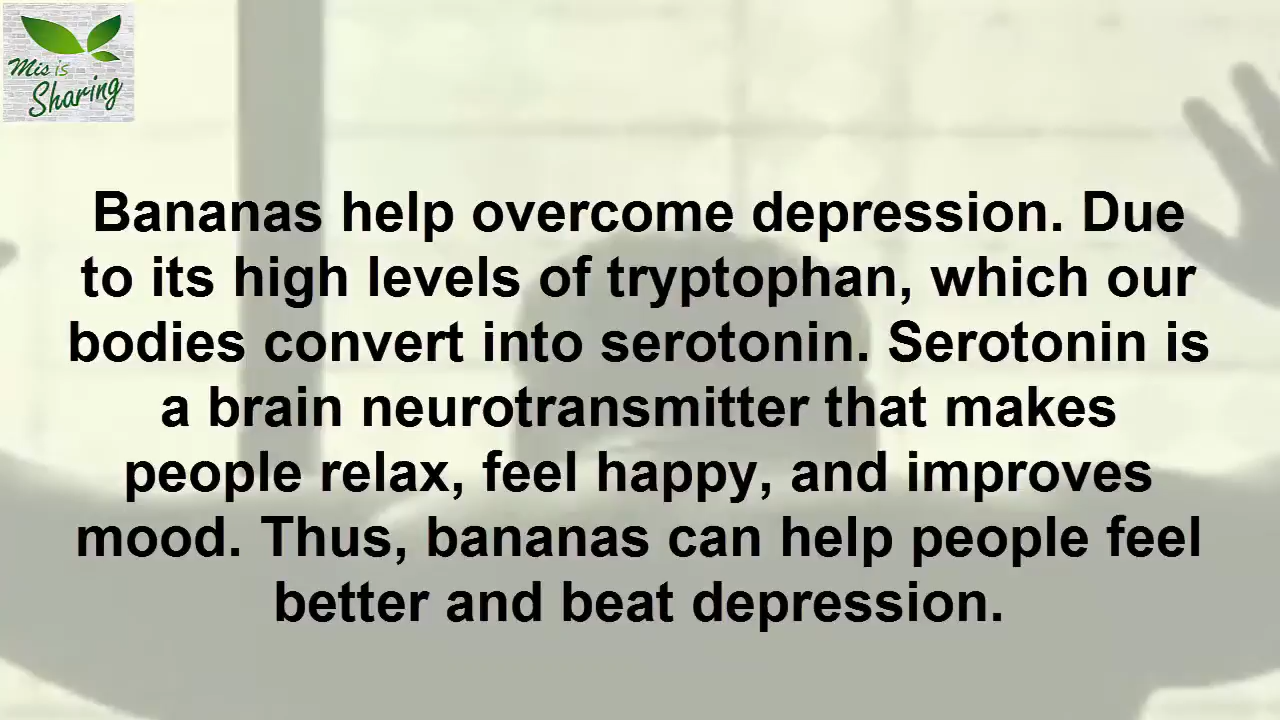 Mis is
Sharing
Bananas help overcome depression. Due
to its high levels of tryptophan, which our
bodies convert into serotonin. Serotonin is
a brain neurotransmitter that makes
people relax, feel happy, and improves
mood. Thus, bananas can help people feel
better and beat depression.